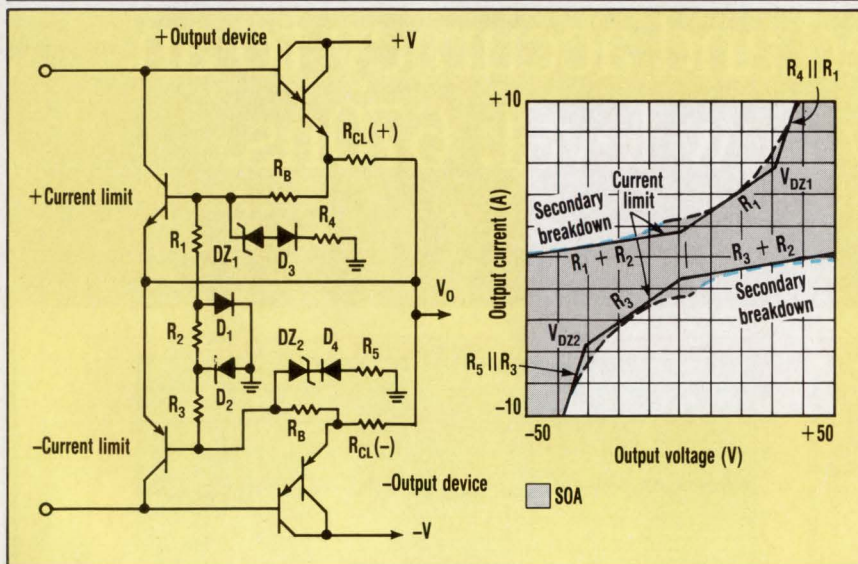 +Output device
+V
R_CL(+)
R_B
+Current limit
R_1
DZ_1
D_3
R_4
V_O
R_2
D_1
DZ_2
D_4
R_5
D_2
R_3
R_B
−Current limit
R_CL(−)
−Output device
−V
R_4 || R_1
+10
Output current (A)
Secondary breakdown
Current limit
V_DZ1
R_1
R_1 + R_2
R_3 + R_2
R_3
Secondary breakdown
V_DZ2
R_5 || R_3
−10
−50
+50
Output voltage (V)
SOA